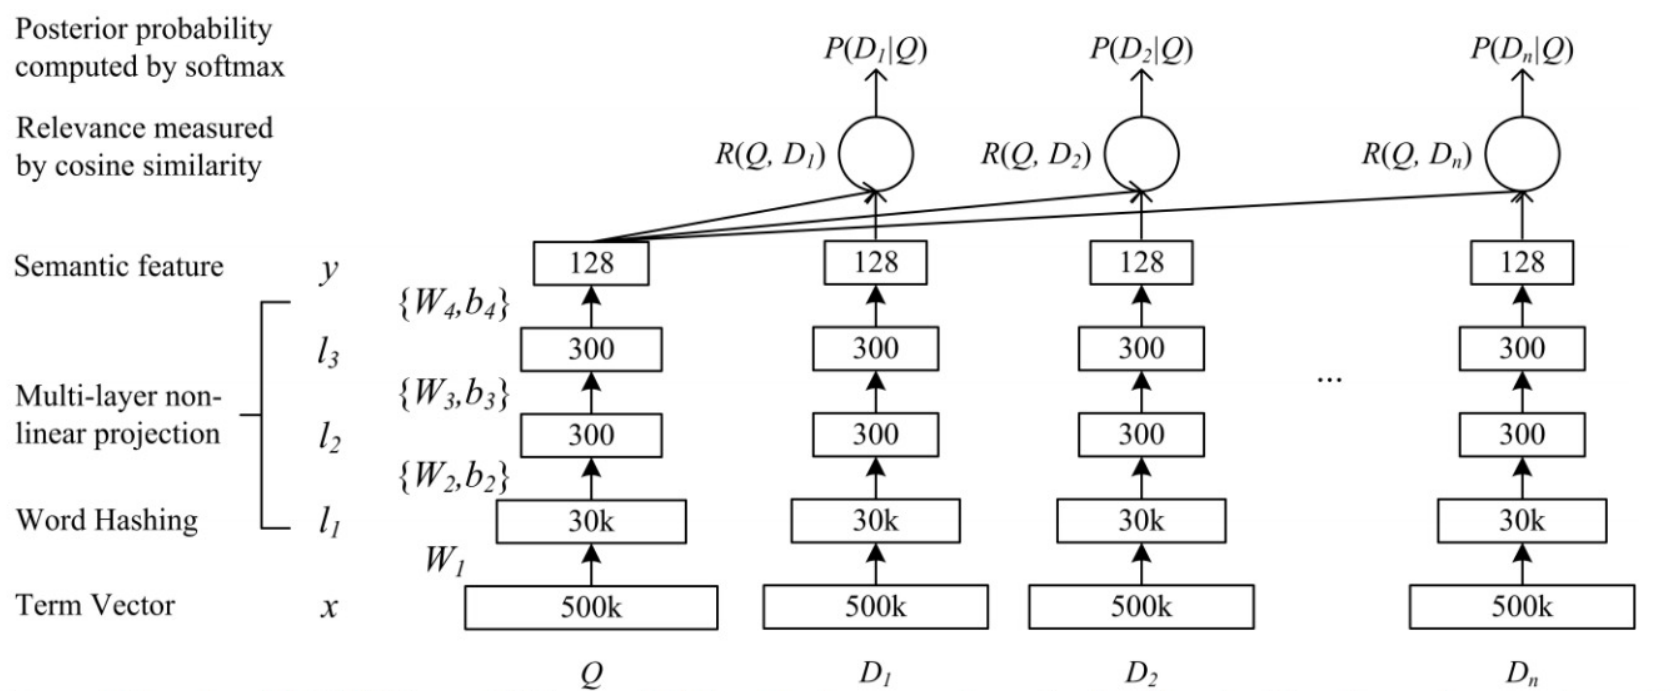 Posterior probability
computed by softmax
P(D1|Q) P(D2|Q) P(Dn|Q)
Relevance measured
by cosine similarity
R(Q, D1) R(Q, D2) R(Q, Dn)
Semantic feature y 128 128 128 128
{W4,b4}
l3 300 300 300 300
{W3,b3}
...
Multi-layer non-
linear projection
l2 300 300 300 300
{W2,b2}
Word Hashing l1 30k 30k 30k 30k
W1
Term Vector x 500k 500k 500k 500k
Q D1 D2 Dn